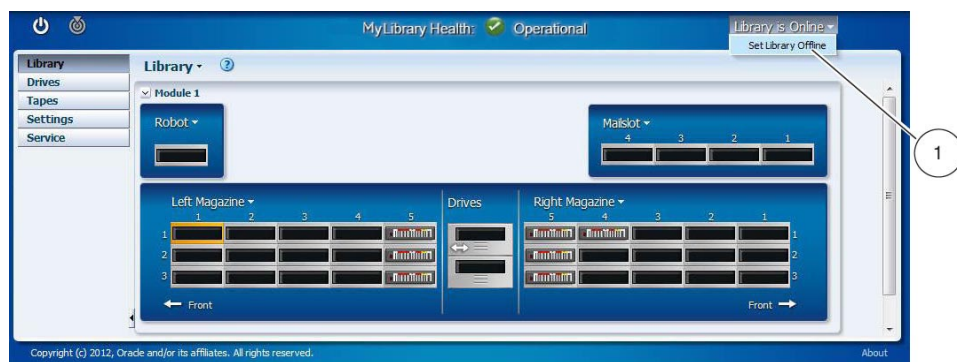 MyLibrary Health: Operational Library is Online
Set Library Offline
Library
Drives
Tapes
Settings
Service
Library
Module 1
Robot
Mailslot
4 3 2 1
1
Left Magazine Drives Right Magazine
1 2 3 4 5 5 4 3 2 1
1 1
2 2
3 3
Front Front
Copyright (c) 2012, Oracle and/or its affiliates. All rights reserved. About